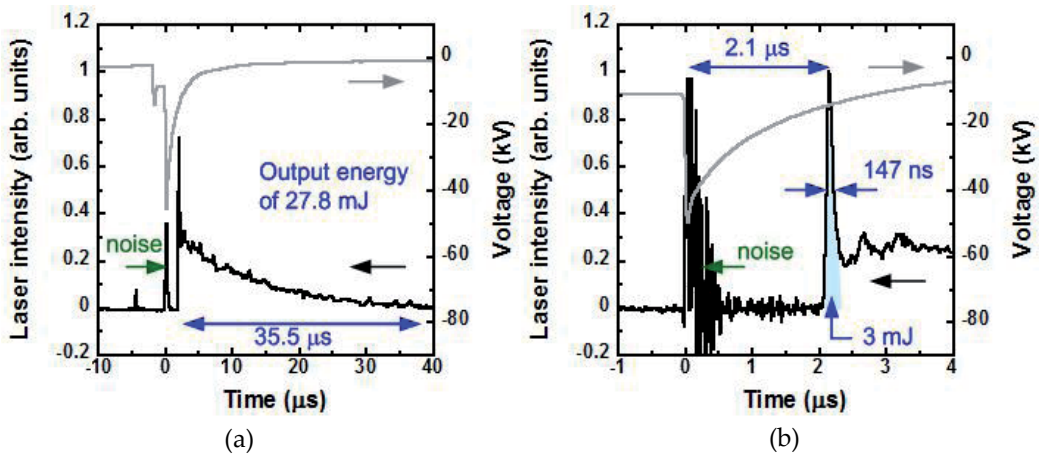 1.2
1
0.8
0.6
0.4
0.2
0
-0.2
Laser intensity (arb. units)
0
-20
-40
-60
-80
Voltage (kV)
Output energy
of 27.8 mJ
noise
35.5 µs
-10 0 10 20 30 40
Time (µs)
(a)
1.2
1
0.8
0.6
0.4
0.2
0
-0.2
Laser intensity (arb. units)
0
-20
-40
-60
-80
Voltage (kV)
2.1 µs
147 ns
noise
3 mJ
-1 0 1 2 3 4
Time (µs)
(b)